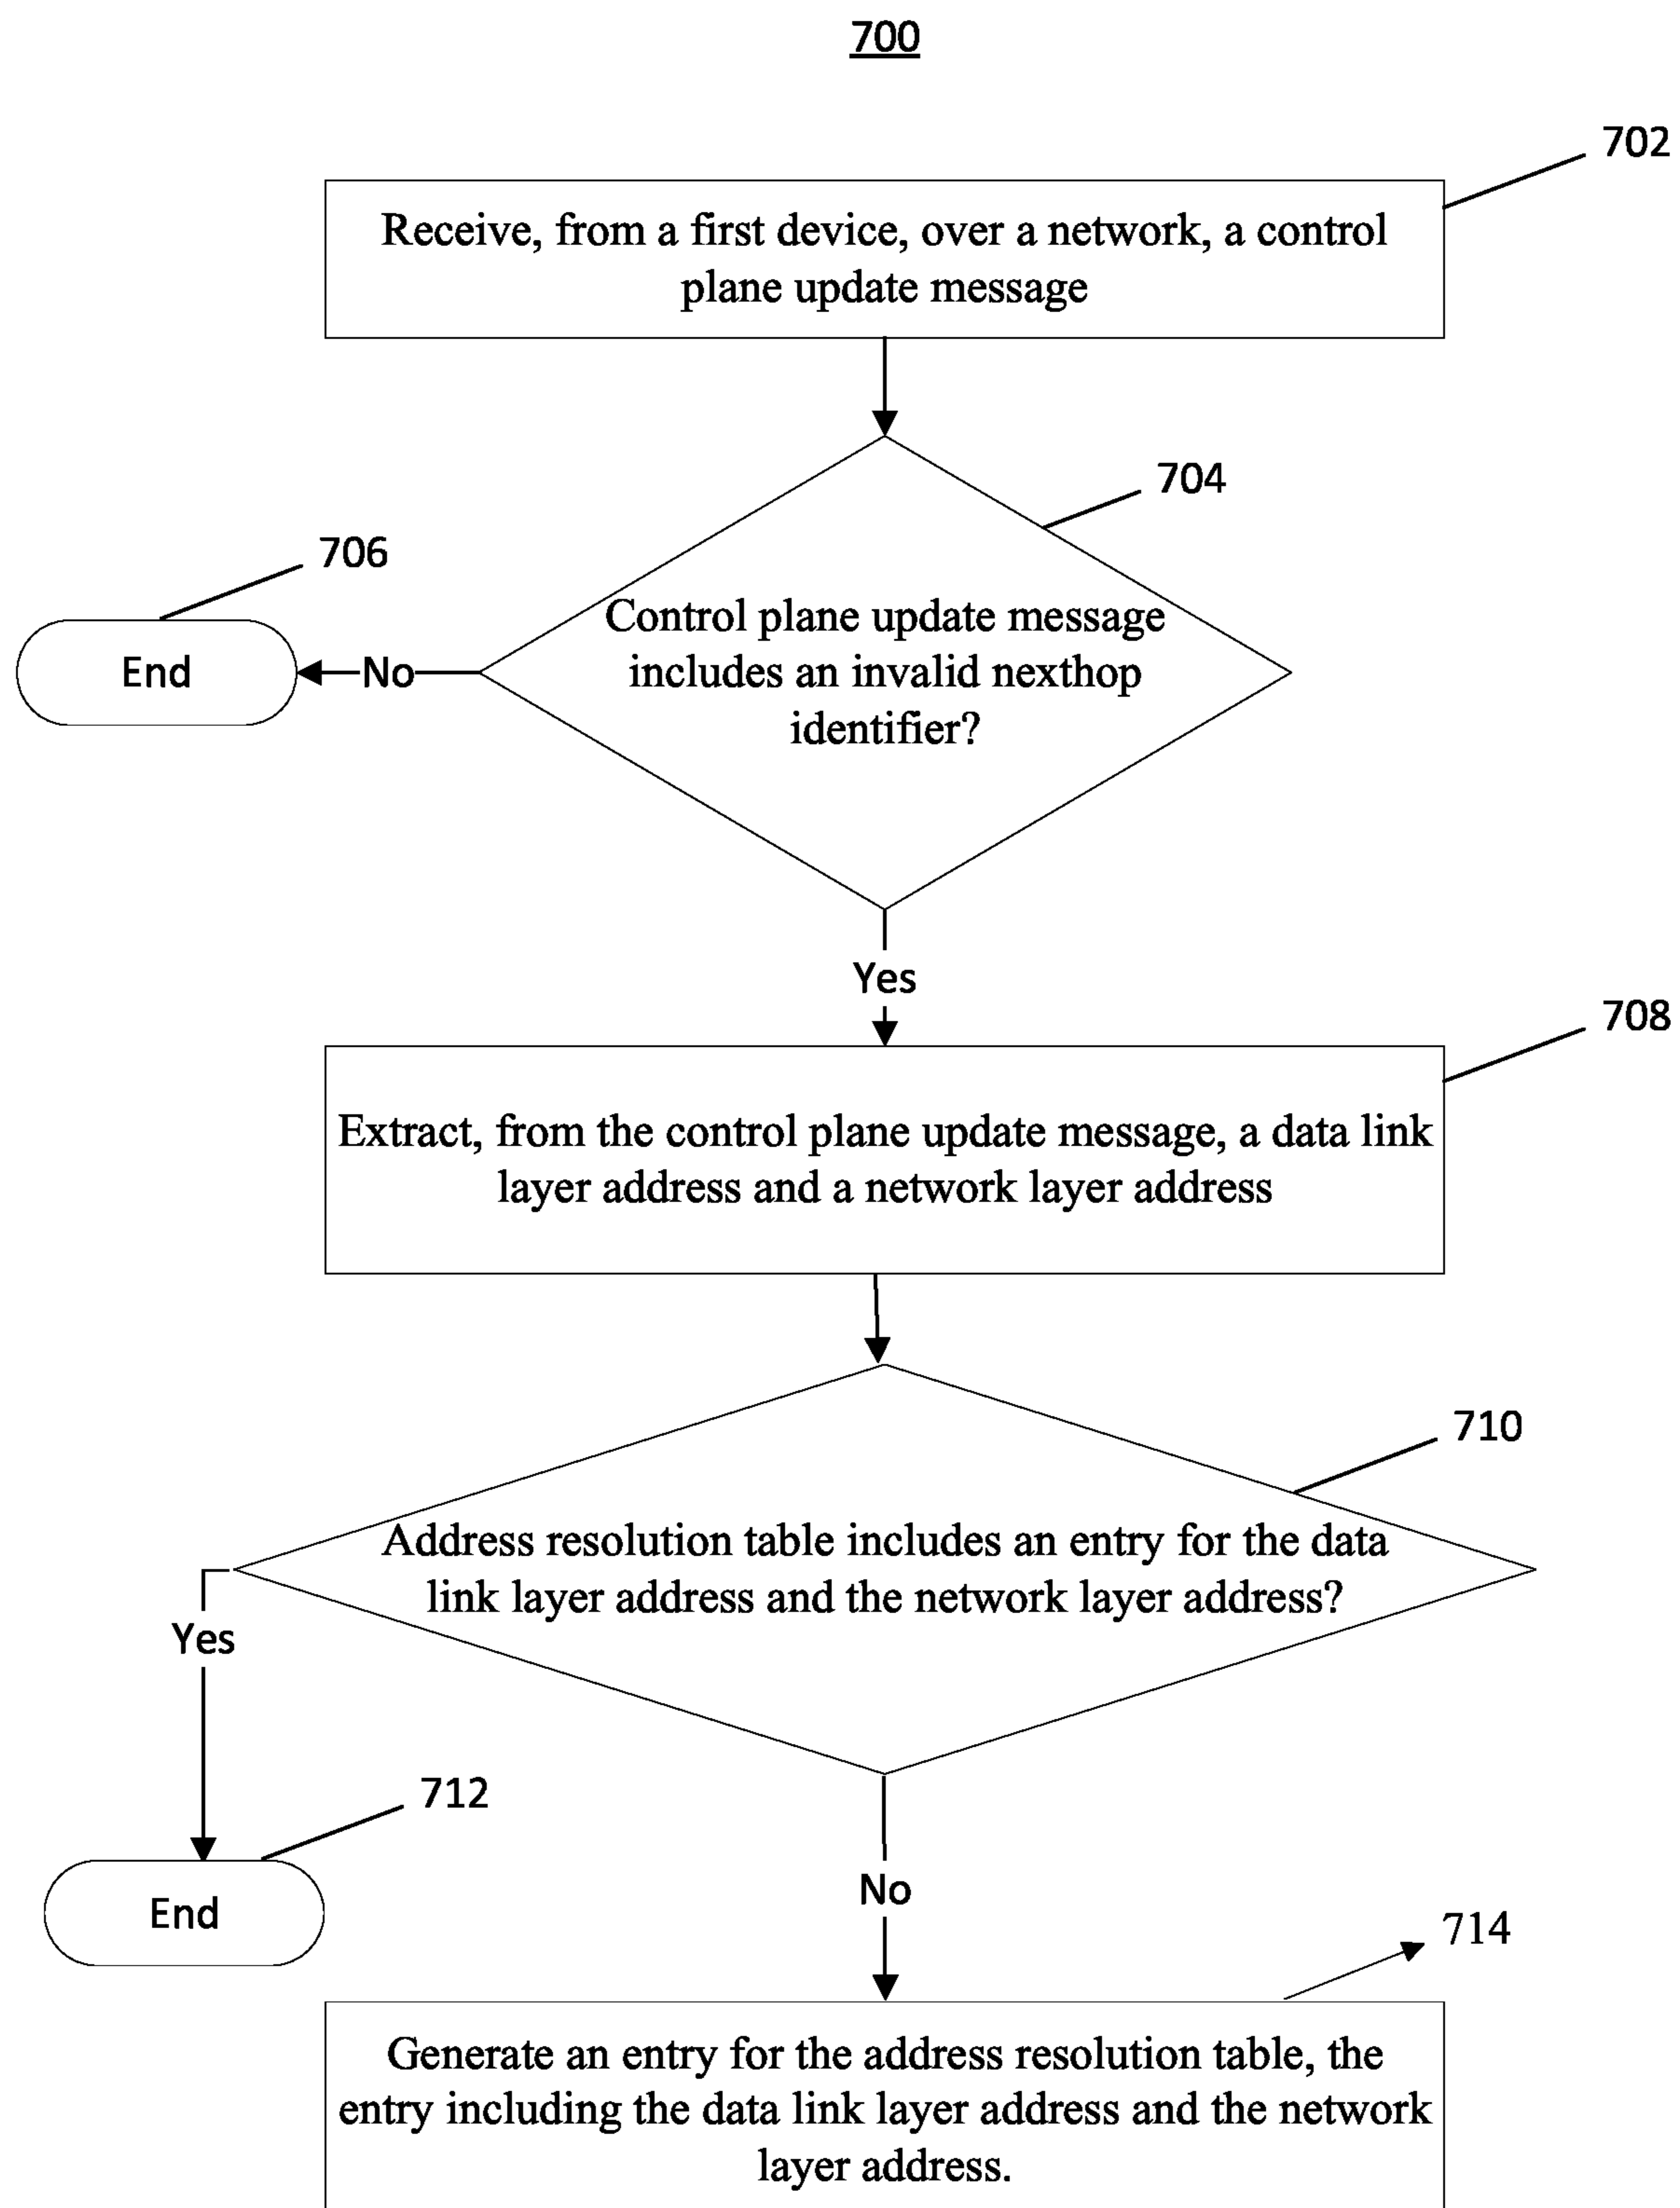 700
702
Receive, from a first device, over a network, a control
plane update message
704
706
Control plane update message
includes an invalid nexthop
identifier?
End
No
Yes
708
Extract, from the control plane update message, a data link
layer address and a network layer address
710
Address resolution table includes an entry for the data
link layer address and the network layer address?
Yes
712
End
No
714
Generate an entry for the address resolution table, the
entry including the data link layer address and the network
layer address.